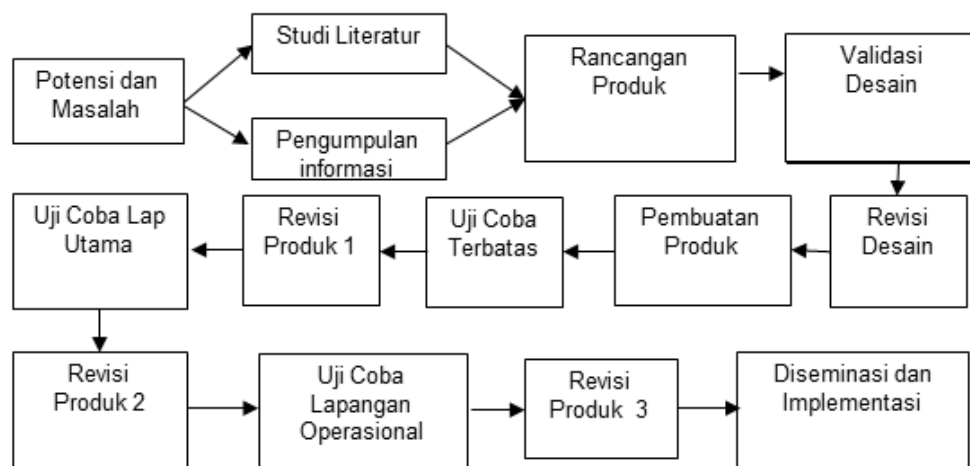 Potensi dan
Masalah
Studi Literatur
Pengumpulan
informasi
Rancangan
Produk
Validasi
Desain
Revisi
Desain
Pembuatan
Produk
Uji Coba
Terbatas
Revisi
Produk 1
Uji Coba Lap
Utama
Revisi
Produk 2
Uji Coba
Lapangan
Operasional
Revisi
Produk 3
Diseminasi dan
Implementasi